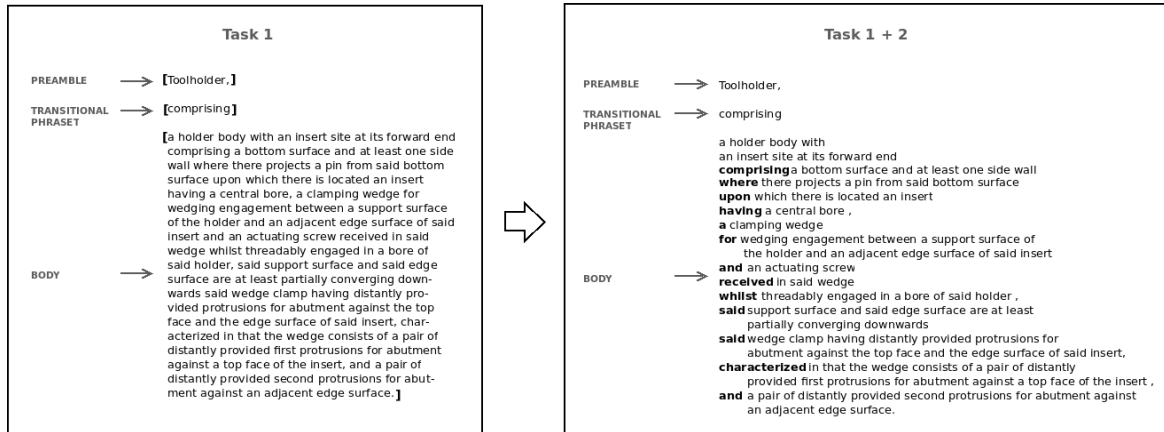 Task 1
PREAMBLE
[Toolholder,]
TRANSITIONAL
PHRASET
[comprising]
BODY
[a holder body with an insert site at its forward end
comprising a bottom surface and at least one side
wall where there projects a pin from said bottom
surface upon which there is located an insert
having a central bore, a clamping wedge for
wedging engagement between a support surface
of the holder and an adjacent edge surface of said
insert and an actuating screw received in said
wedge whilst threadably engaged in a bore of
said holder, said support surface and said edge
surface are at least partially converging down-
wards said wedge clamp having distantly pro-
vided protrusions for abutment against the top
face and the edge surface of said insert, char-
acterized in that the wedge consists of a pair of
distantly provided first protrusions for abutment
against a top face of the insert, and a pair of
distantly provided second protrusions for abut-
ment against an adjacent edge surface.]
Task 1 + 2
PREAMBLE
Toolholder,
TRANSITIONAL
PHRASET
comprising
BODY
a holder body with
an insert site at its forward end
comprising a bottom surface and at least one side wall
where there projects a pin from said bottom surface
upon which there is located an insert
having a central bore ,
a clamping wedge
for wedging engagement between a support surface of
the holder and an adjacent edge surface of said insert
and an actuating screw
received in said wedge
whilst threadably engaged in a bore of said holder ,
said support surface and said edge surface are at least
partially converging downwards
said wedge clamp having distantly provided protrusions for
abutment against the top face and the edge surface of said insert,
characterized in that the wedge consists of a pair of distantly
provided first protrusions for abutment against a top face of the insert ,
and a pair of distantly provided second protrusions for abutment against
an adjacent edge surface.